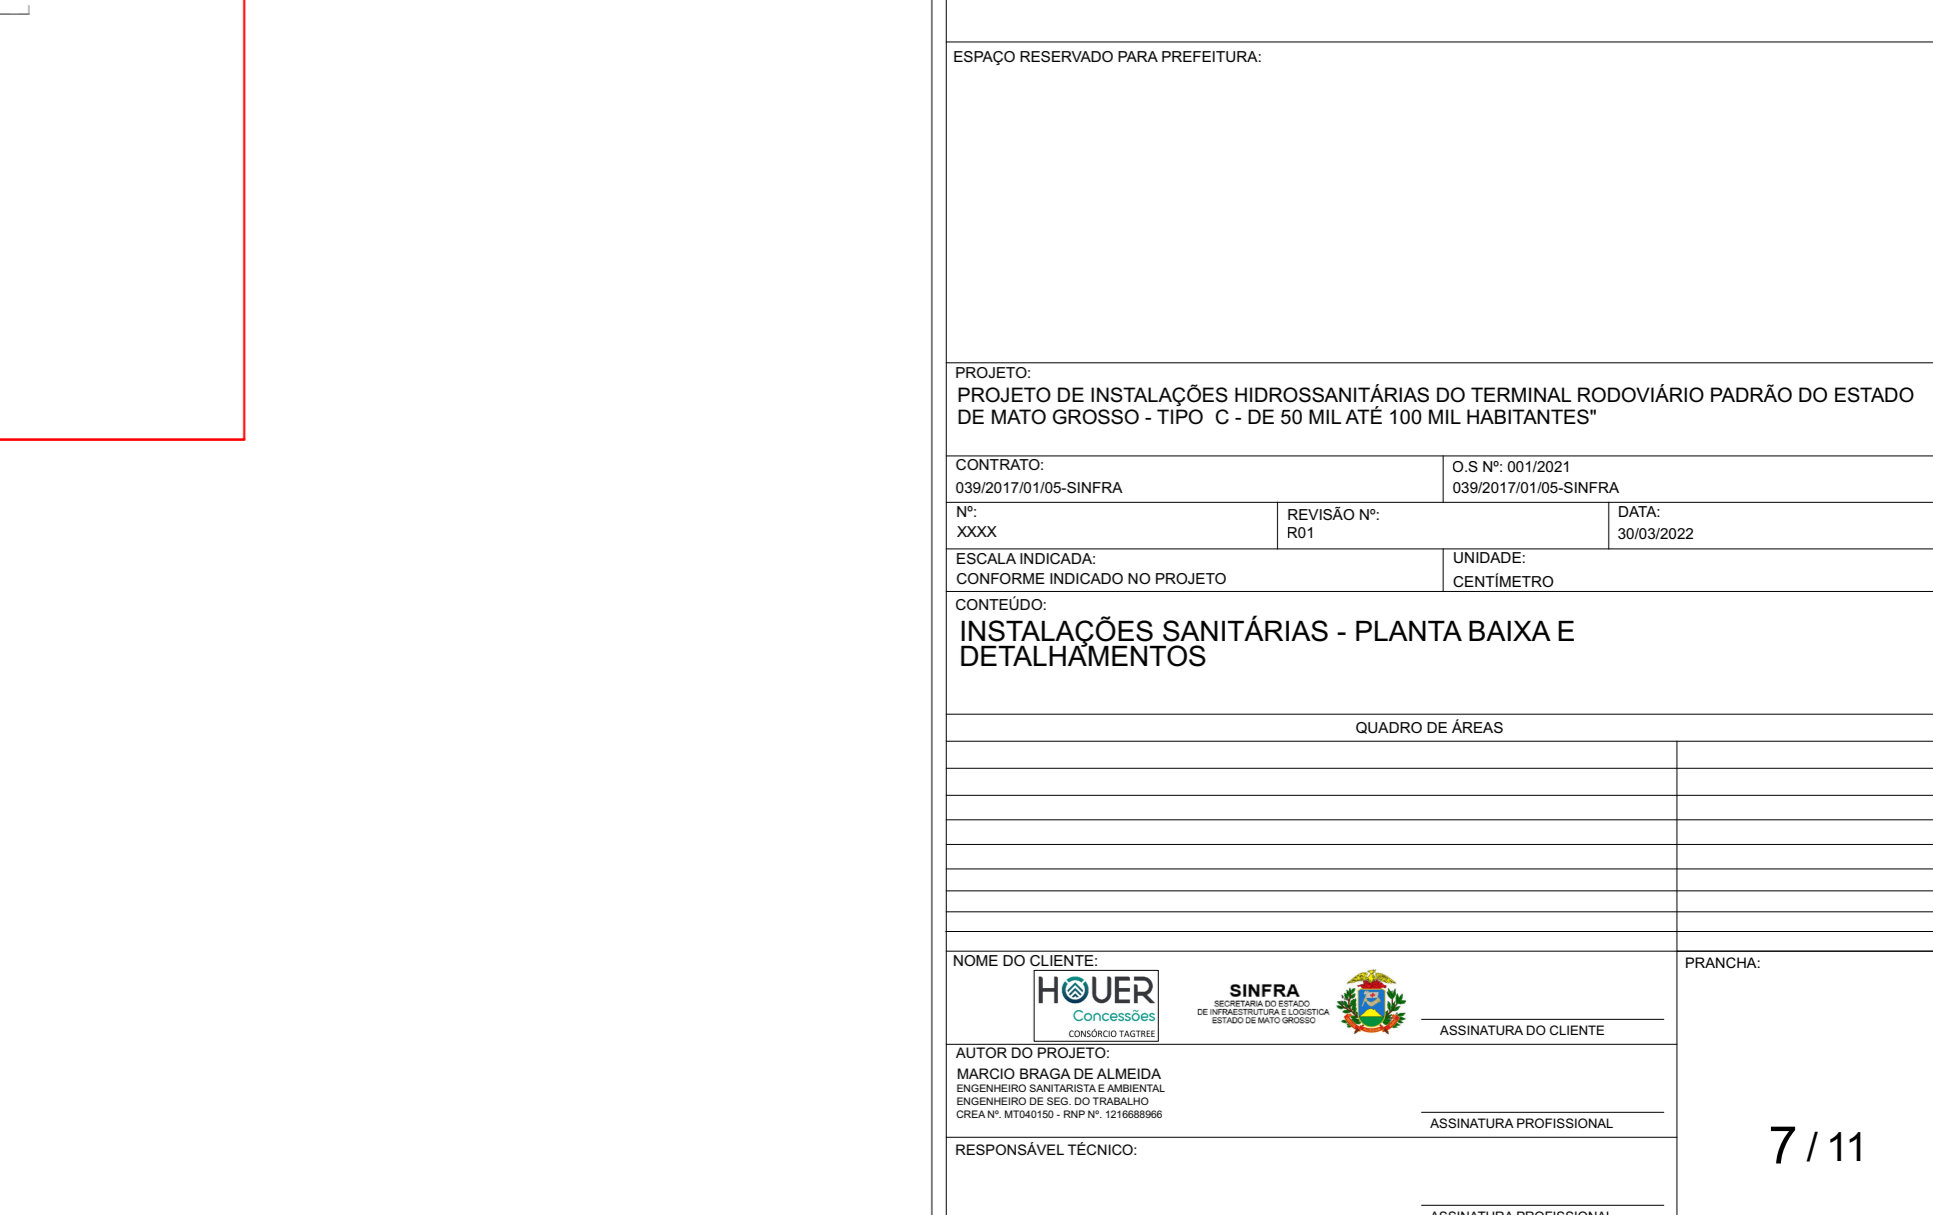 ESPAÇO RESERVADO PARA PREFEITURA:
PROJETO:
PROJETO DE INSTALAÇÕES HIDROSSANITÁRIAS DO TERMINAL RODOVIÁRIO PADRÃO DO ESTADO
DE MATO GROSSO - TIPO  C - DE 50 MIL ATÉ 100 MIL HABITANTES"
CONTRATO:
039/2017/01/05-SINFRA
O.S Nº: 001/2021
039/2017/01/05-SINFRA
Nº:
XXXX
REVISÃO Nº:
R01
DATA:
30/03/2022
ESCALA INDICADA:
CONFORME INDICADO NO PROJETO
UNIDADE:
CENTÍMETRO
CONTEÚDO:
INSTALAÇÕES SANITÁRIAS - PLANTA BAIXA E
DETALHAMENTOS
QUADRO DE ÁREAS
NOME DO CLIENTE:
HOUER
Concessões
CONSÓRCIO TAGTREE
SINFRA
SECRETARIA DO ESTADO
DE INFRAESTRUTURA E LOGISTICA
ESTADO DE MATO GROSSO
ASSINATURA DO CLIENTE
PRANCHA:
AUTOR DO PROJETO:
MARCIO BRAGA DE ALMEIDA
ENGENHEIRO SANITARISTA E AMBIENTAL
ENGENHEIRO DE SEG. DO TRABALHO
CREA Nº. MT040150 - RNP Nº. 1216688966
ASSINATURA PROFISSIONAL
7 / 11
RESPONSÁVEL TÉCNICO:
ASSINATURA PROFISSIONAL